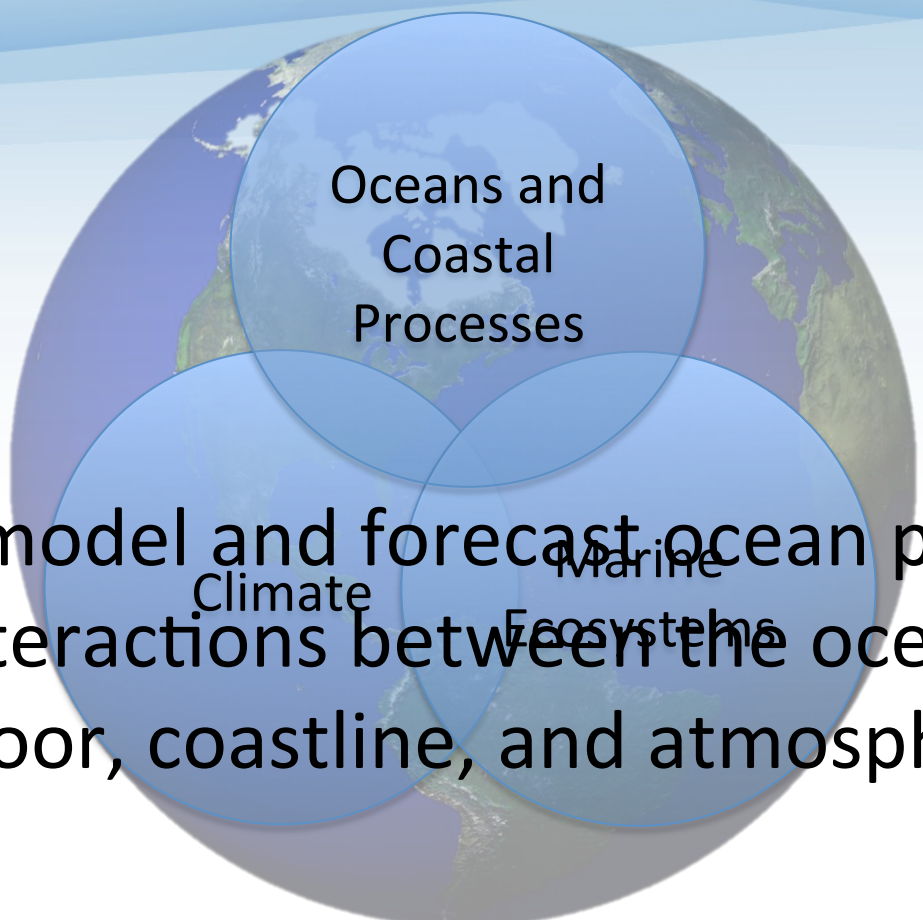 Oceans and
Coastal
Processes
Climate
Marine
Ecosystems
model and forecast ocean p
teractions between the oce
oor, coastline, and atmosph